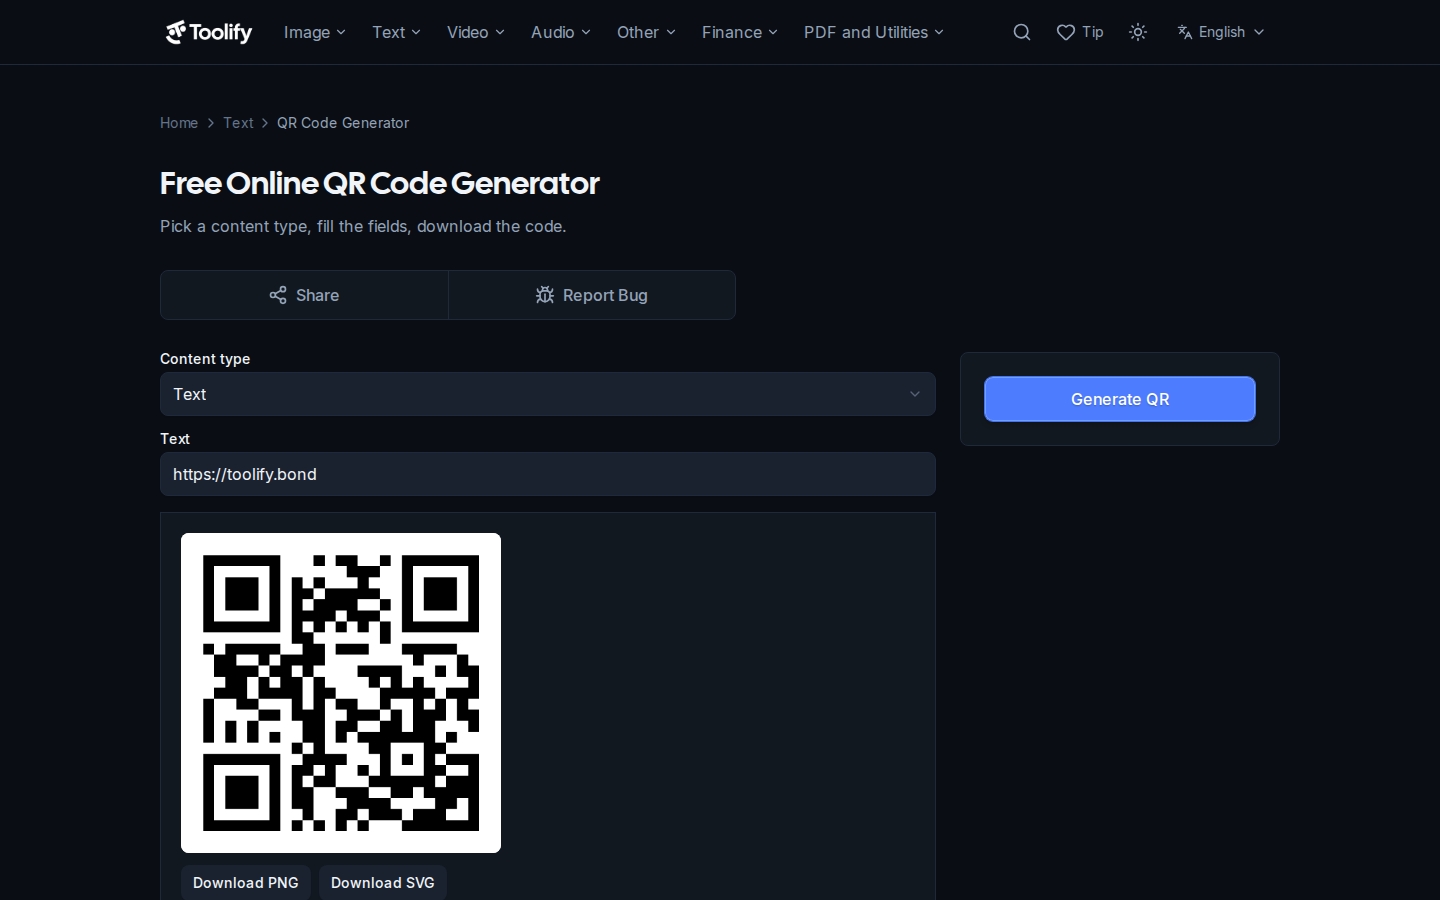 Toolify Image Text Video Audio Other Finance PDF and Utilities Tip English
Home Text QR Code Generator
Free Online QR Code Generator
Pick a content type, fill the fields, download the code.
Share Report Bug
Content type
Text
Generate QR
Text
https://toolify.bond
Download PNG Download SVG